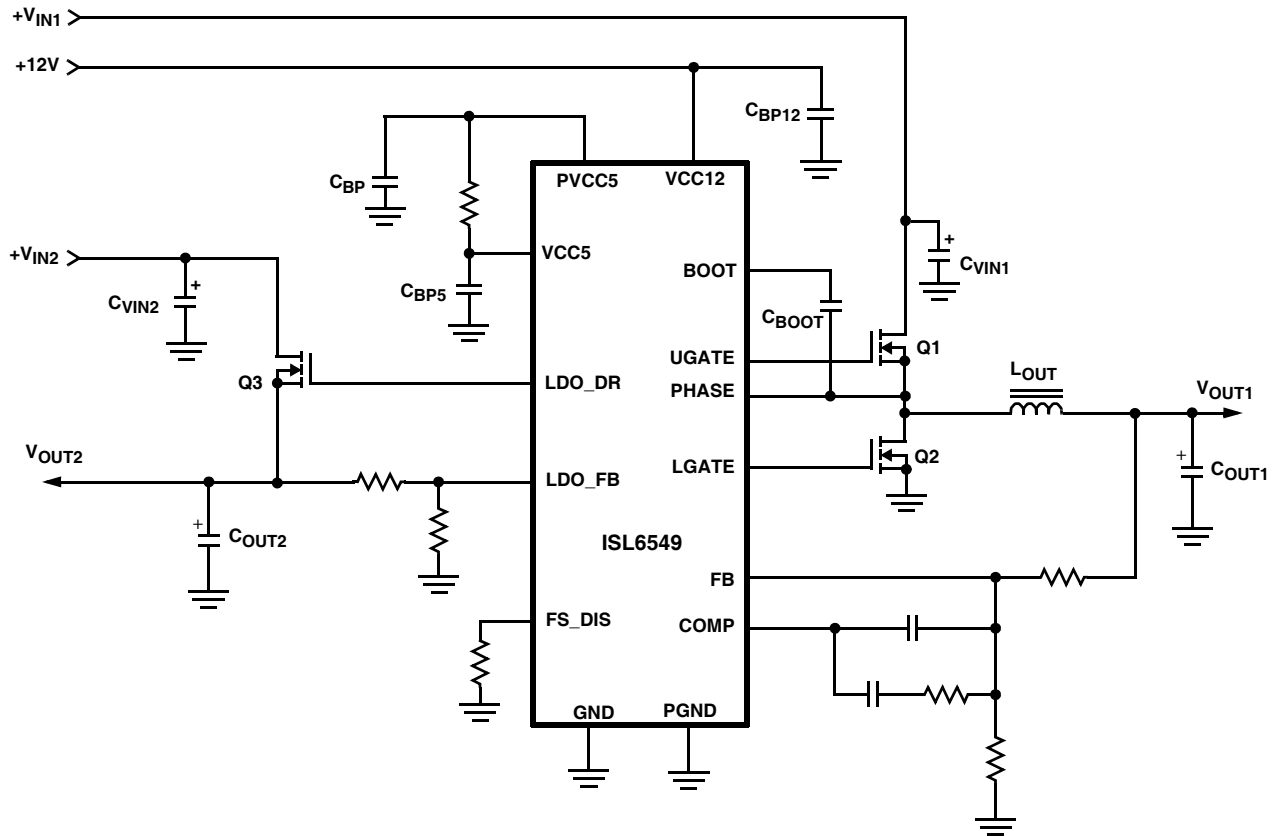 +VIN1
+12V
CBP12
CBP
PVCC5
VCC12
+VIN2
VCC5
BOOT
CVIN1
CVIN2
CBP5
CBOOT
UGATE
Q1
Q3
LDO_DR
PHASE
LOUT
VOUT1
VOUT2
LGATE
Q2
+
COUT1
LDO_FB
+
COUT2
ISL6549
FB
FS_DIS
COMP
GND
PGND
+
+